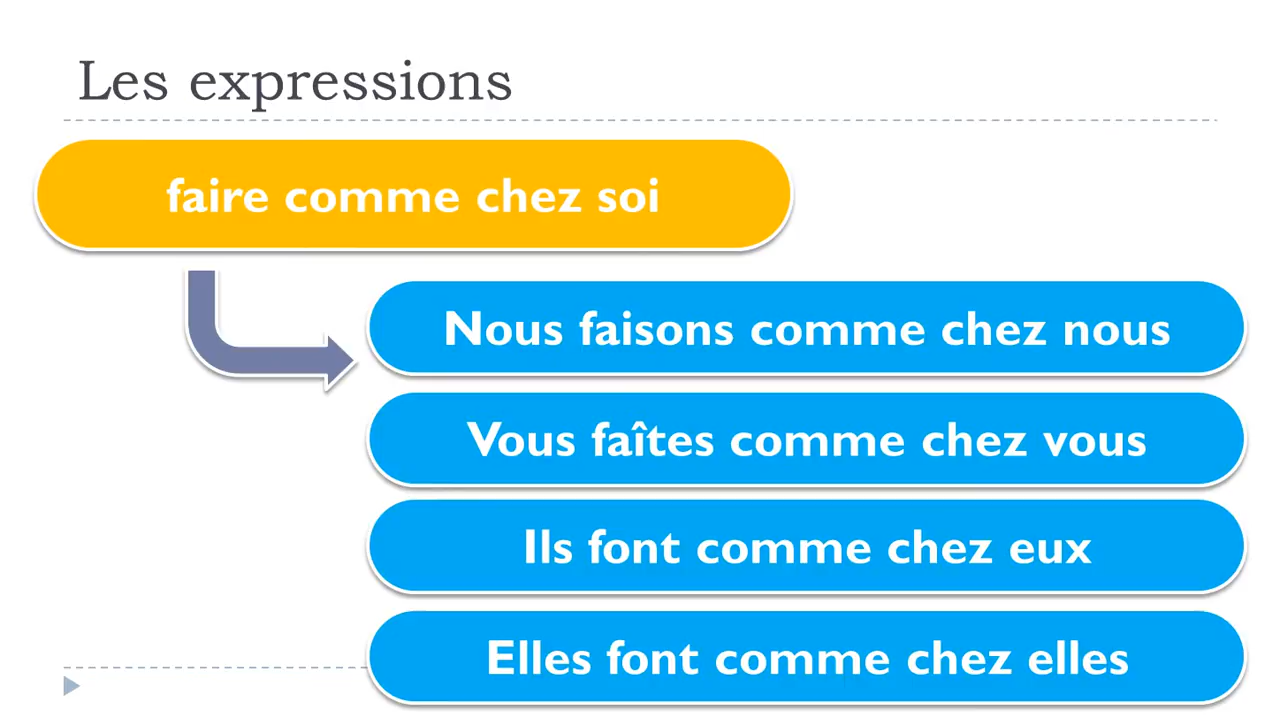 Les expressions
faire comme chez soi
Nous faisons comme chez nous
Vous faîtes comme chez vous
Ils font comme chez eux
Elles font comme chez elles